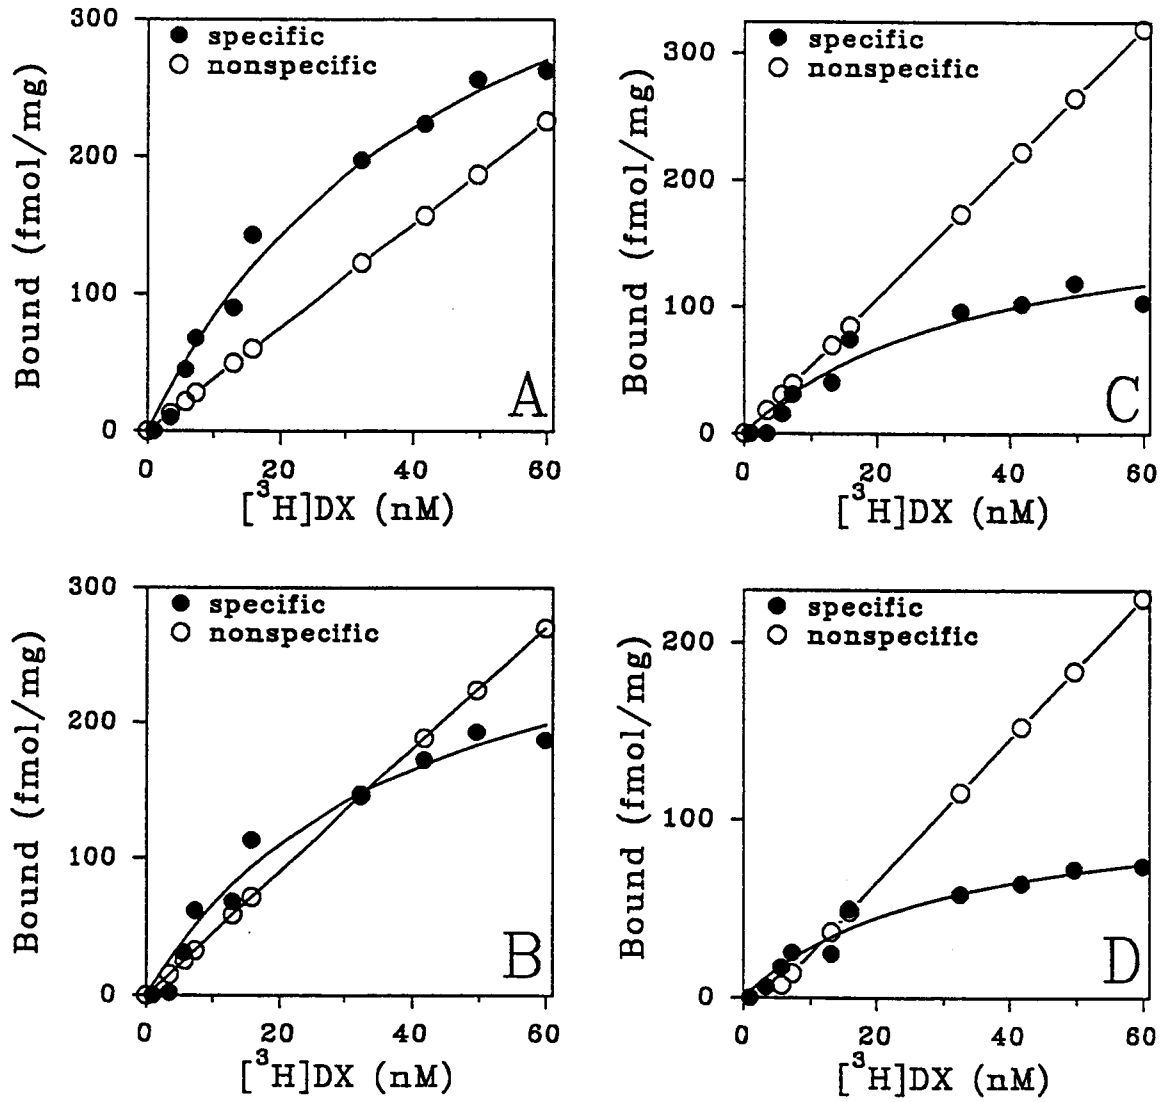 300
specific
nonspecific
200
100
0
Bound (fmol/mg)
A
0 20 40 60
[³H]DX (nM)
300
specific
nonspecific
200
100
0
Bound (fmol/mg)
C
0 20 40 60
[³H]DX (nM)
300
specific
nonspecific
200
100
0
Bound (fmol/mg)
B
0 20 40 60
[³H]DX (nM)
specific
nonspecific
200
100
0
Bound (fmol/mg)
D
0 20 40 60
[³H]DX (nM)